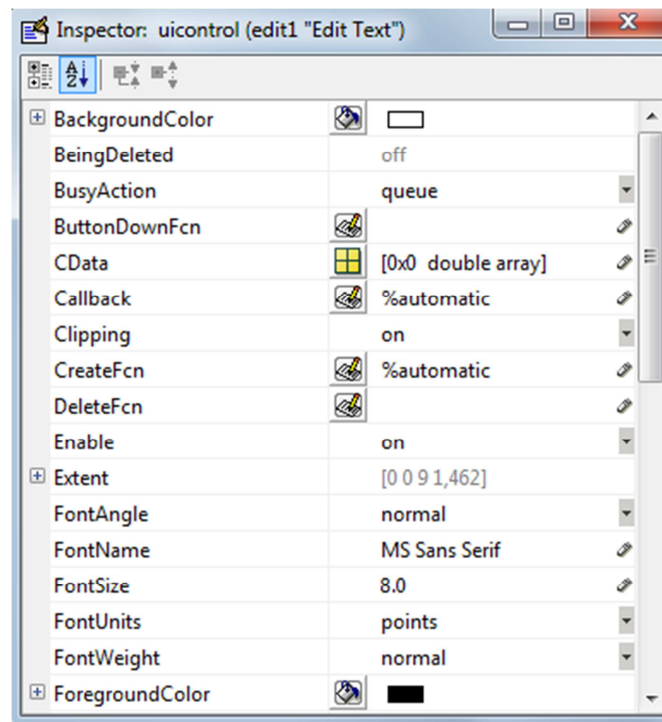 Inspector: uicontrol (edit1 "Edit Text")
A
Z
BackgroundColor
BeingDeleted off
BusyAction queue
ButtonDownFcn
CData [0x0 double array]
Callback %automatic
Clipping on
CreateFcn %automatic
DeleteFcn
Enable on
Extent [0 0 9 1,462]
FontAngle normal
FontName MS Sans Serif
FontSize 8.0
FontUnits points
FontWeight normal
ForegroundColor